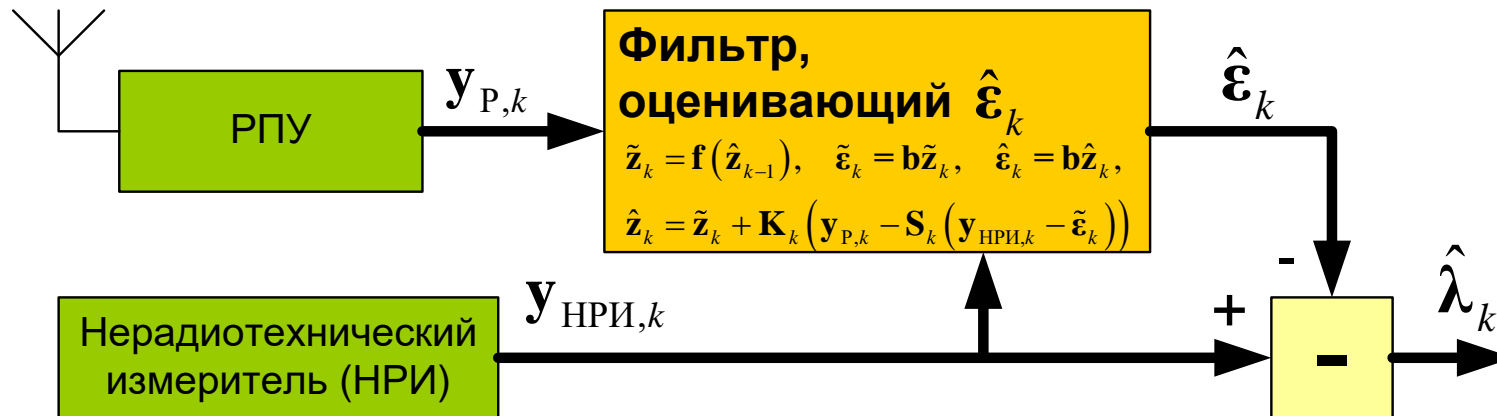 РПУ
𝐲_{Р,k}
Фильтр,
оценивающий ε̂_k
z̃_k = f(ẑ_{k−1}), ε̃_k = bz̃_k, ε̂_k = bẑ_k,
ẑ_k = z̃_k + K_k(y_{Р,k} − S_k(y_{НРИ,k} − ε̃_k))
ε̂_k
-
Нерадиотехнический
измеритель (НРИ)
y_{НРИ,k}
+
-
λ̂_k